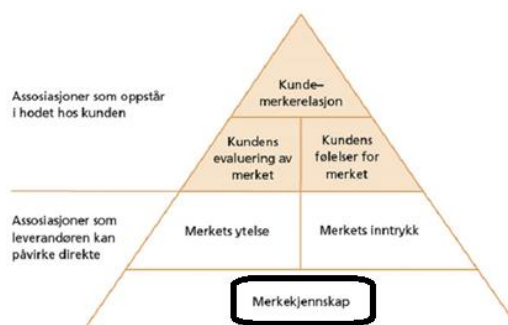 Assosiasjoner som oppstår
i hodet hos kunden
Kunde–
merkerelasjon
Kundens
evaluering av
merket
Kundens
følelser for
merket
Assosiasjoner som
leverandøren kan
påvirke direkte
Merkets ytelse
Merkets inntrykk
Merkekjennskap